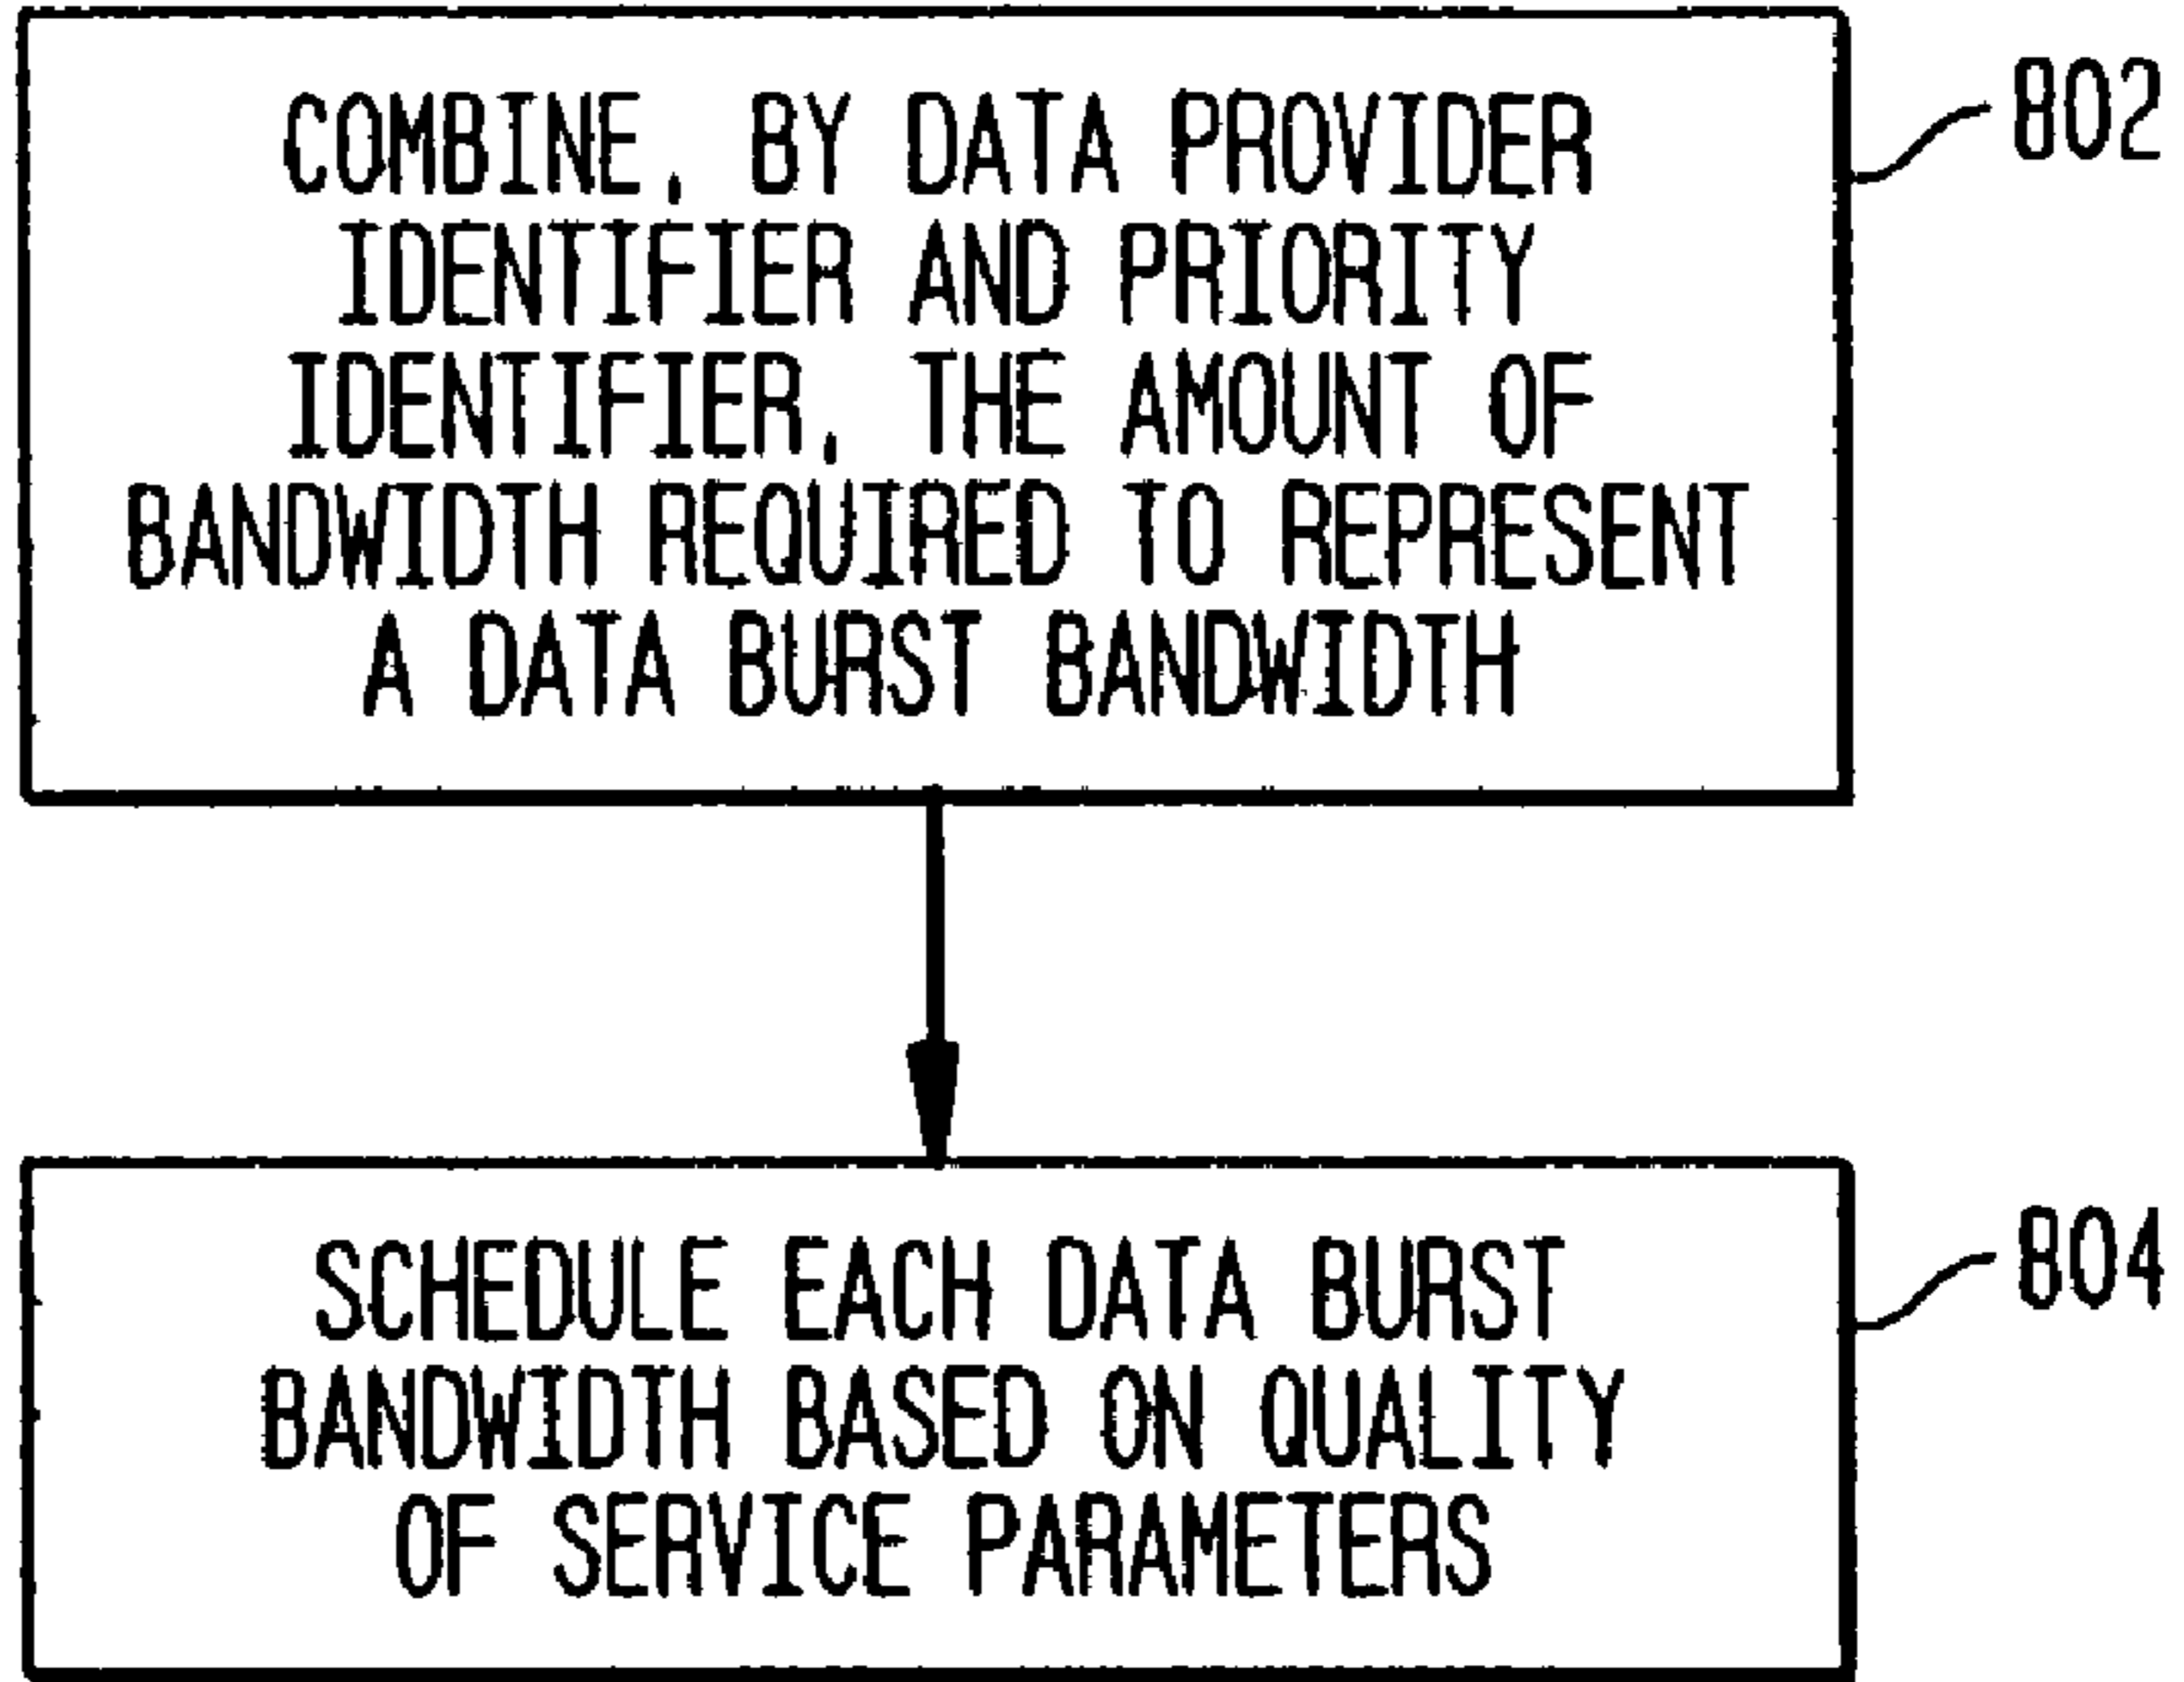 COMBINE, BY DATA PROVIDER
IDENTIFIER AND PRIORITY
IDENTIFIER, THE AMOUNT OF
BANDWIDTH REQUIRED TO REPRESENT
A DATA BURST BANDWIDTH
802
SCHEDULE EACH DATA BURST
BANDWIDTH BASED ON QUALITY
OF SERVICE PARAMETERS
804